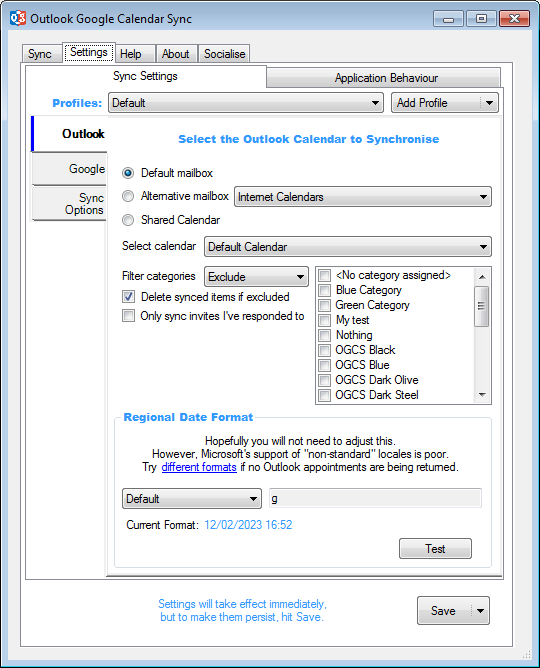 Outlook Google Calendar Sync
Sync Settings Help About Socialise
Sync Settings Application Behaviour
Profiles: Default Add Profile
Outlook
Google
Sync
Options
Select the Outlook Calendar to Synchronise
Default mailbox
Alternative mailbox Internet Calendars
Shared Calendar
Select calendar Default Calendar
Filter categories Exclude
Delete synced items if excluded
Only sync invites I've responded to
<No category assigned>
Blue Category
Green Category
My test
Nothing
OGCS Black
OGCS Blue
OGCS Dark Olive
OGCS Dark Steel
Regional Date Format
Hopefully you will not need to adjust this.
However, Microsoft's support of "non-standard" locales is poor.
Try different formats if no Outlook appointments are being returned.
Default g
Current Format: 12/02/2023 16:52
Test
Settings will take effect immediately,
but to make them persist, hit Save.
Save